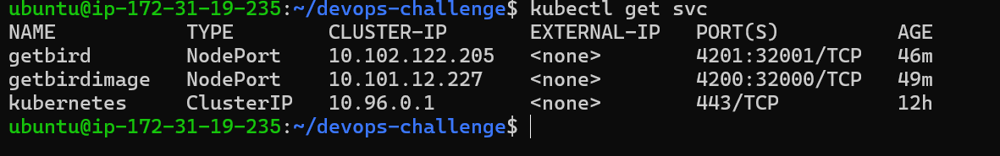 ubuntu@ip-172-31-19-235:~/devops-challenge$ kubectl get svc
NAME TYPE CLUSTER-IP EXTERNAL-IP PORT(S) AGE
getbird NodePort 10.102.122.205 <none> 4201:32001/TCP 46m
getbirdimage NodePort 10.101.12.227 <none> 4200:32000/TCP 49m
kubernetes ClusterIP 10.96.0.1 <none> 443/TCP 12h
ubuntu@ip-172-31-19-235:~/devops-challenge$